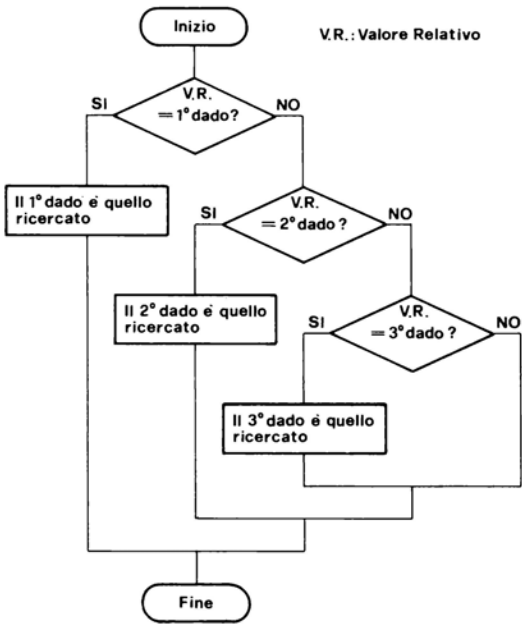 Inizio
V.R.: Valore Relativo
V.R.
= 1° dado?
SI
NO
Il 1° dado è quello
ricercato
V.R.
= 2° dado?
SI
NO
Il 2° dado è quello
ricercato
V.R.
= 3° dado?
SI
NO
Il 3° dado è quello
ricercato
Fine